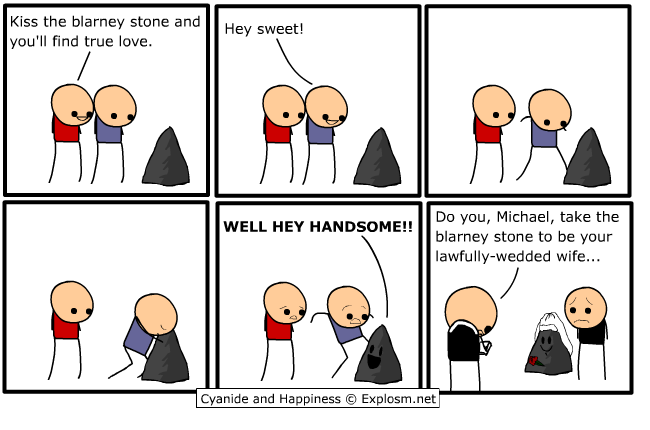 Kiss the blarney stone and
you'll find true love.
Hey sweet!
WELL HEY HANDSOME!!
Do you, Michael, take the
blarney stone to be your
lawfully-wedded wife...
Cyanide and Happiness © Explosm.net